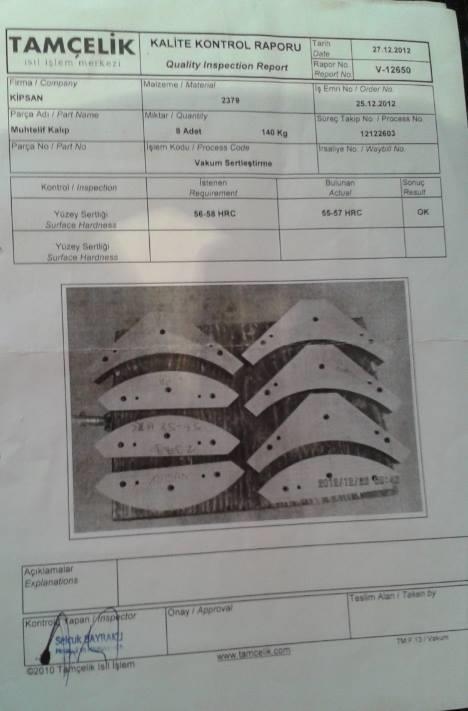 TAMÇELİK
ısıl işlem merkezi
KALİTE KONTROL RAPORU
Quality Inspection Report
Tarih
Date
27.12.2012
Rapor No.
Report No.
V-12650
Firma / Company
KİPSAN
Malzeme / Material
2379
İş Emri No / Order No.
25.12.2012
Parça Adı / Part Name
Muhtelif Kalıp
Miktar / Quantity
8 Adet 140 Kg
Süreç Takip No. / Process No.
12122603
Parça No / Part No
İşlem Kodu / Process Code
Vakum Sertleştirme
İrsaliye No. / Waybill No.
Kontrol / Inspection
İstenen
Requirement
Bulunan
Actual
Sonuç
Result
Yüzey Sertliği
Surface Hardness
56-58 HRC
55-57 HRC
OK
Yüzey Sertliği
Surface Hardness
2379
2012/12/
Açıklamalar
Explanations
Kontrol Yapan / Inspector
Selçuk BAYRAKLI
Onay / Approval
Teslim Alan / Taken by
©2010 Tamçelik Isıl İşlem
www.tamcelik.com
TM.F.13 / Vakum